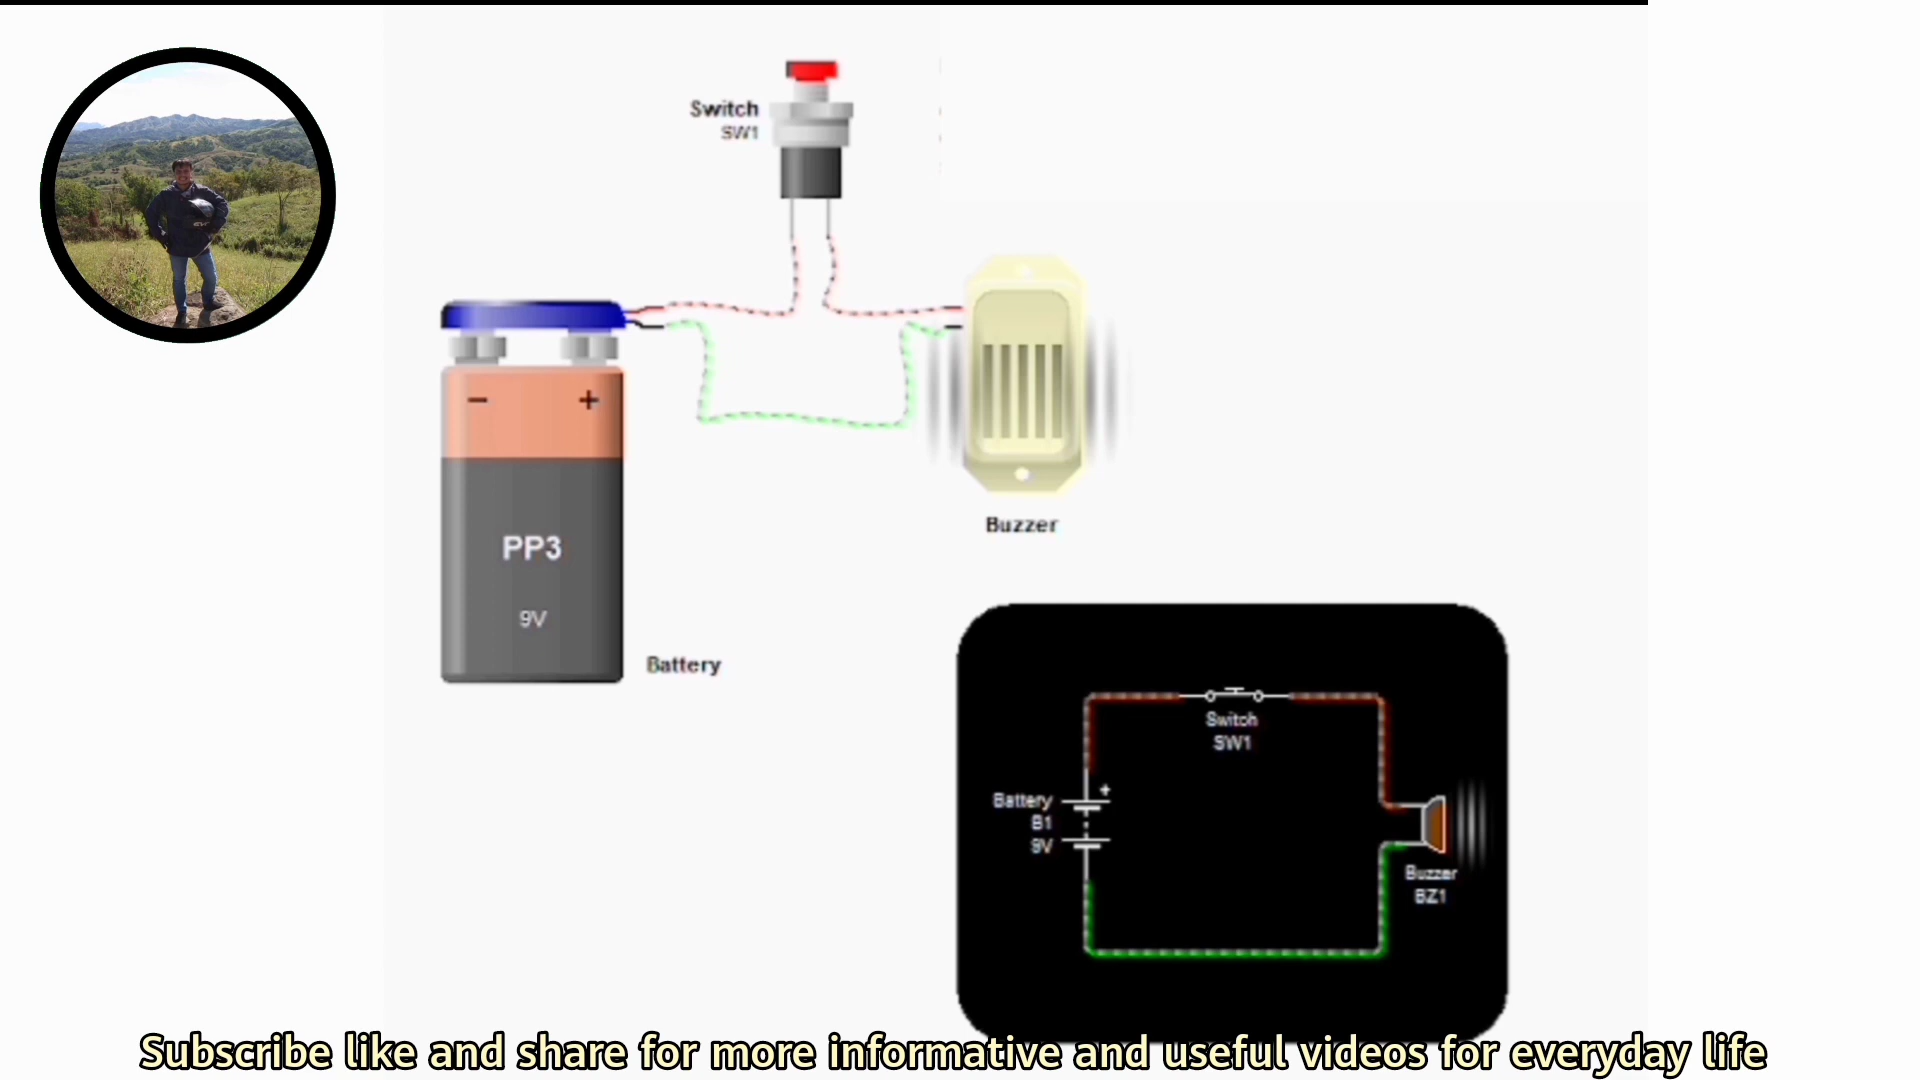 Switch
SW1
− +
PP3
9V
Battery
Buzzer
Switch
SW1
+
Battery
B1
9V
Buzzer
BZ1
Subscribe like and share for more informative and useful videos for everyday life